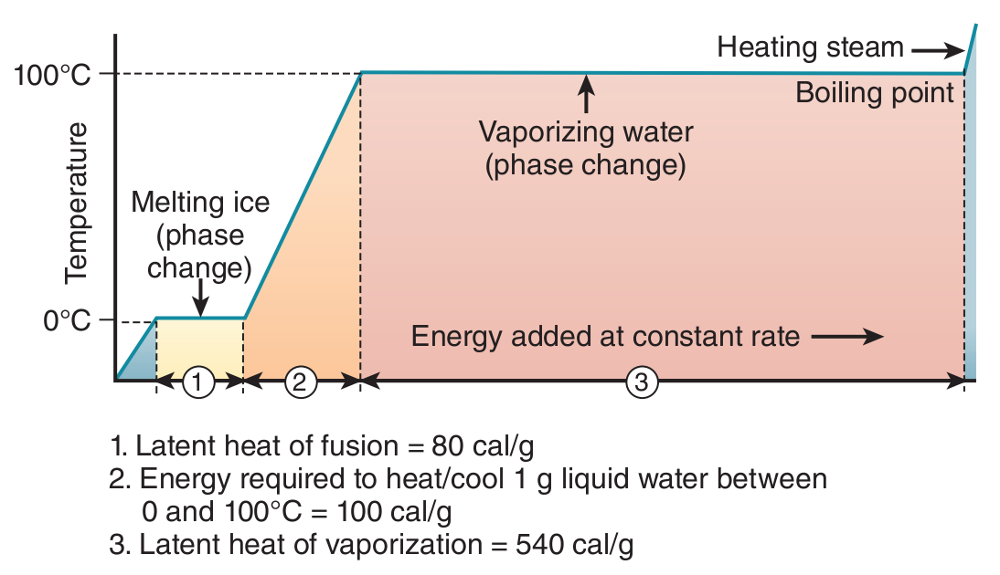 Heating steam
100°C
Boiling point
Vaporizing water
(phase change)
Temperature
Melting ice
(phase
change)
0°C
Energy added at constant rate
1
2
3
1. Latent heat of fusion = 80 cal/g
2. Energy required to heat/cool 1 g liquid water between
0 and 100°C = 100 cal/g
3. Latent heat of vaporization = 540 cal/g